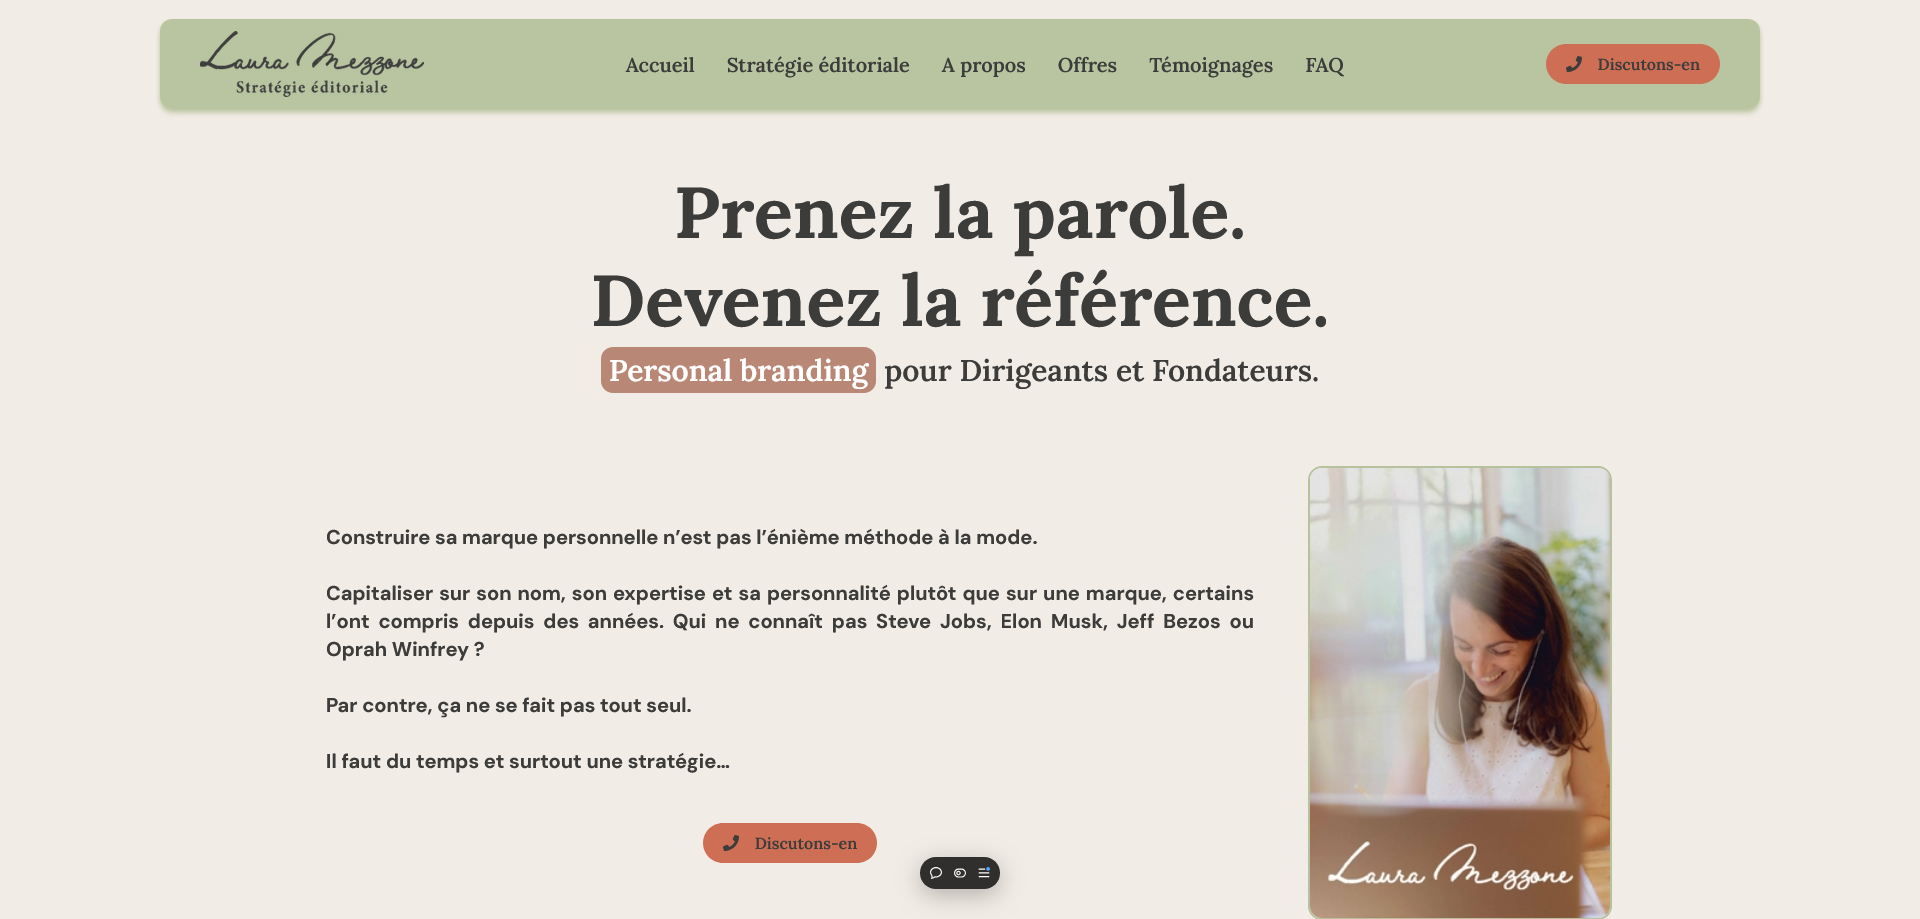 Laura Mezzone
Stratégie éditoriale
Accueil
Stratégie éditoriale
A propos
Offres
Témoignages
FAQ
Discutons-en
Prenez la parole.
Devenez la référence.
Personal branding pour Dirigeants et Fondateurs.
Construire sa marque personnelle n’est pas l’énième méthode à la mode.
Capitaliser sur son nom, son expertise et sa personnalité plutôt que sur une marque, certains
l’ont compris depuis des années. Qui ne connaît pas Steve Jobs, Elon Musk, Jeff Bezos ou
Oprah Winfrey ?
Par contre, ça ne se fait pas tout seul.
Il faut du temps et surtout une stratégie...
Discutons-en
Laura Mezzone